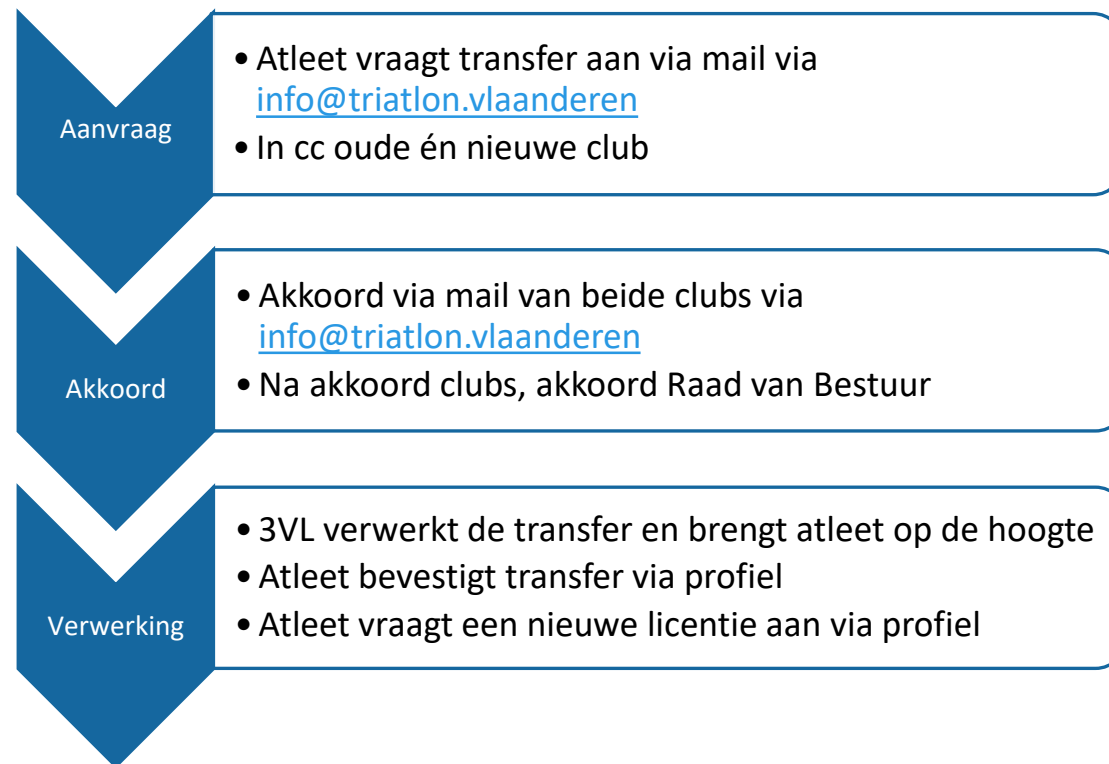 Aanvraag
• Atleet vraagt transfer aan via mail via
info@triatlon.vlaanderen
• In cc oude én nieuwe club
Akkoord
• Akkoord via mail van beide clubs via
info@triatlon.vlaanderen
• Na akkoord clubs, akkoord Raad van Bestuur
Verwerking
• 3VL verwerkt de transfer en brengt atleet op de hoogte
• Atleet bevestigt transfer via profiel
• Atleet vraagt een nieuwe licentie aan via profiel